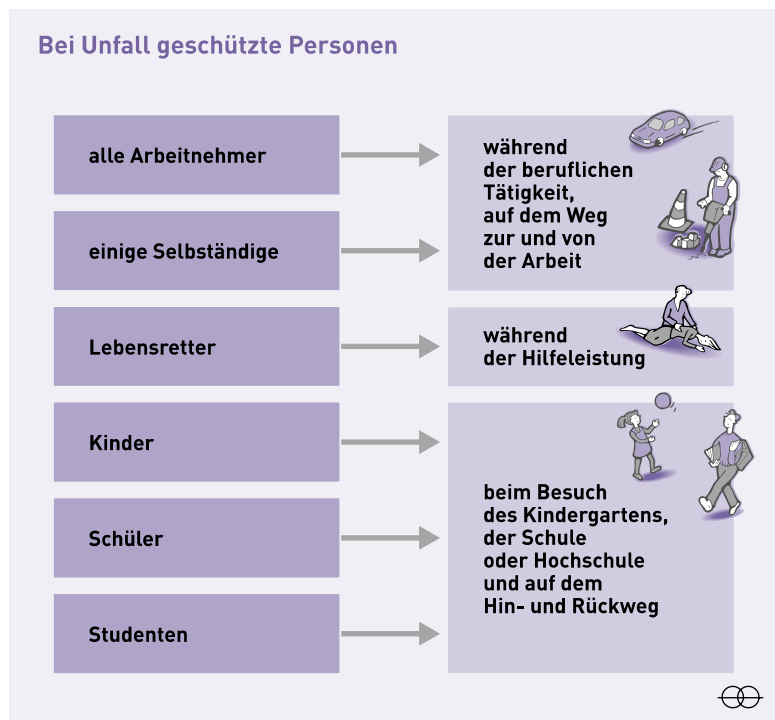 Bei Unfall geschützte Personen
alle Arbeitnehmer
einige Selbständige
während
der beruflichen
Tätigkeit,
auf dem Weg
zur und von
der Arbeit
Lebensretter
während
der Hilfeleistung
Kinder
Schüler
Studenten
beim Besuch
des Kindergartens,
der Schule
oder Hochschule
und auf dem
Hin- und Rückweg